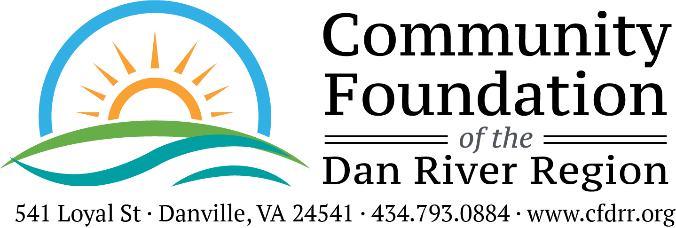 Community
Foundation
of the
Dan River Region
541 Loyal St · Danville, VA 24541 · 434.793.0884 · www.cfdrr.org